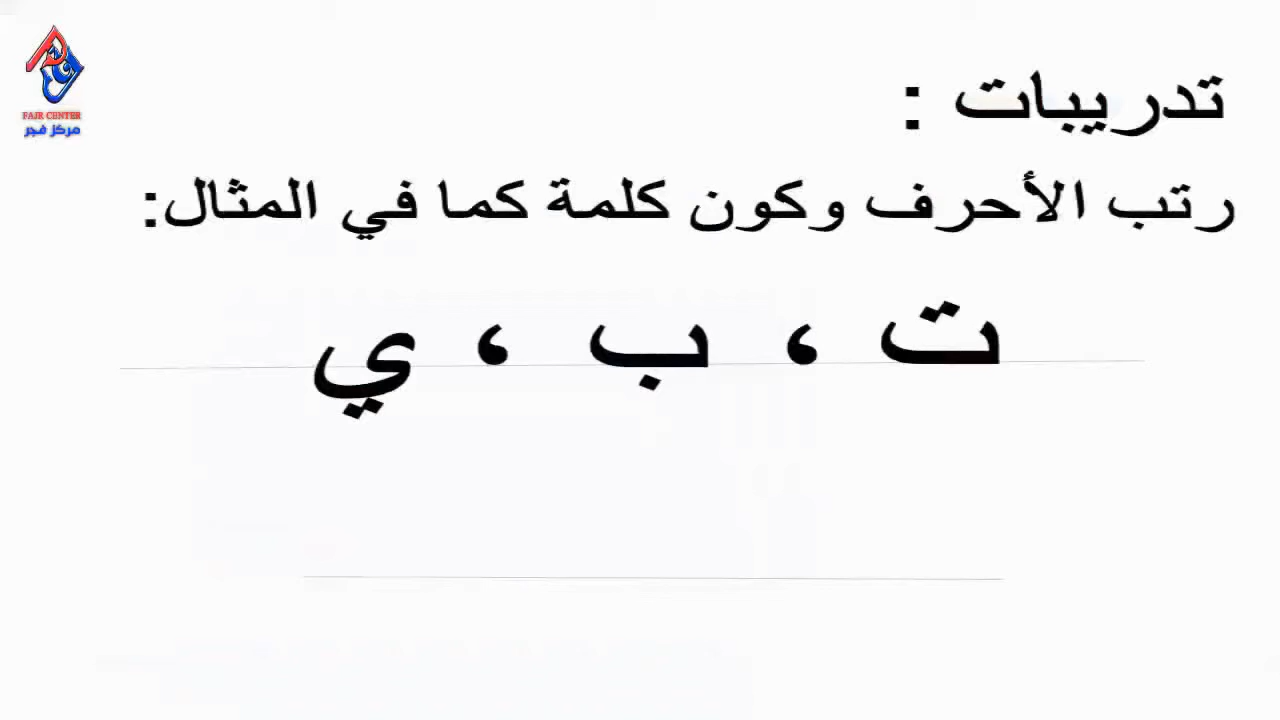 FAJR CENTER
مركز فجر
تدريبات :
رتب الأحرف وكون كلمة كما في المثال:
ت ، ب ، ي